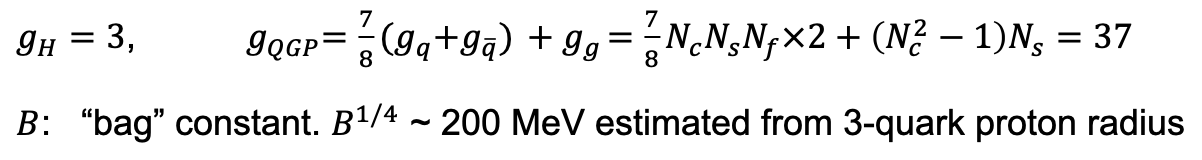 g_H = 3, g_QGP = 7/8 (g_q + g_q̄) + g_g = 7/8 N_c N_s N_f × 2 + (N_c^2 − 1)N_s = 37
B: “bag” constant. B^1/4 ~ 200 MeV estimated from 3-quark proton radius